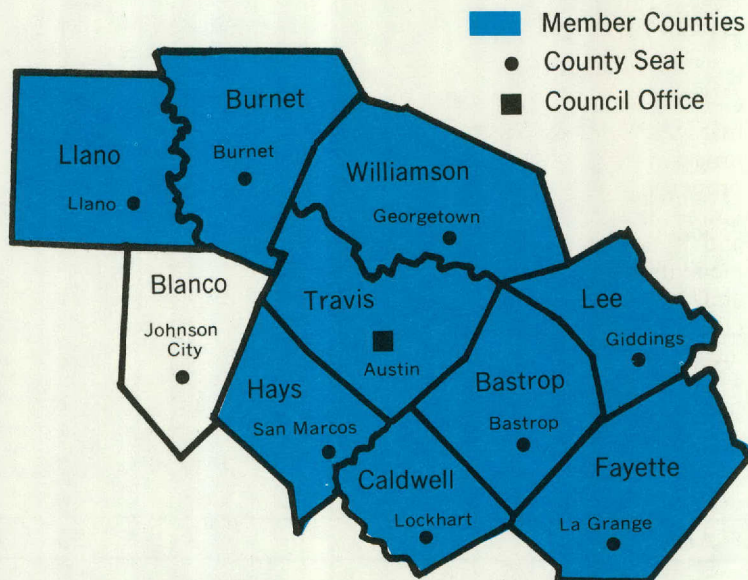 Member Counties
County Seat
Council Office
Burnet
Burnet
Llano
Llano
Williamson
Georgetown
Blanco
Johnson
City
Travis
Austin
Lee
Giddings
Hays
San Marcos
Bastrop
Bastrop
Caldwell
Lockhart
Fayette
La Grange